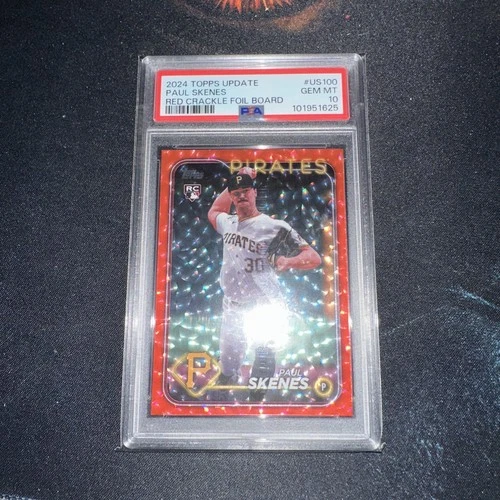 2024 TOPPS UPDATE #US100
PAUL SKENES GEM MT
RED CRACKLE FOIL BOARD 10
PSA 101951625
PIRATES
Topps
RC
P
PIRATES
30
P
PAUL
SKENES P